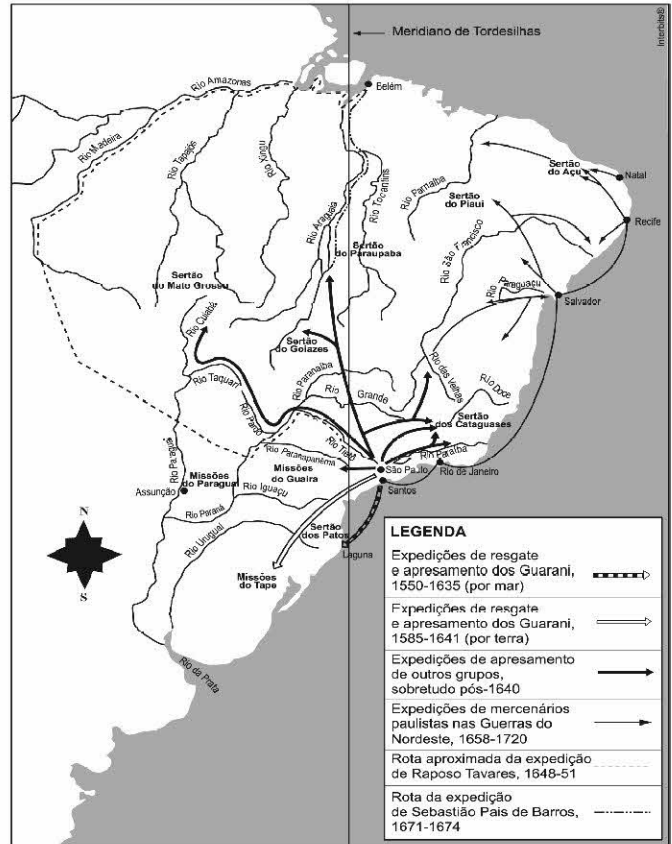 Interbits®
Meridiano de Tordesilhas
Belém
Rio Amazonas
Rio Madeira
Rio Tapajós
Rio Xingu
Rio Araguaia
Rio Tocantins
Rio Parnaíba
Sertão
do Açu
Natal
Sertão
do Piauí
Recife
Sertão
do Paraupaba
Rio São Francisco
Sertão
do Mato Grosso
Rio Paraguaçu
Salvador
Rio Cuiabá
Sertão
do Goiazes
Rio Taquari
Rio Paranaíba
Rio Grande
Rio das Velhas
Rio Doce
Sertão
dos Cataguases
Rio Pardo
Rio Tietê
Rio Paraíba
Rio Paranapanema
São Paulo
Rio de Janeiro
Rio Paraguai
Missões
do Paraguai
Missões
do Guaira
Santos
Assunção
Rio Iguaçu
Rio Paraná
Sertão
dos Patos
Rio Uruguai
Laguna
Missões
do Tape
N
S
Rio da Prata
LEGENDA
Expedições de resgate
e apresamento dos Guarani,
1550-1635 (por mar)
Expedições de resgate
e apresamento dos Guarani,
1585-1641 (por terra)
Expedições de apresamento
de outros grupos,
sobretudo pós-1640
Expedições de mercenários
paulistas nas Guerras do
Nordeste, 1658-1720
Rota aproximada da expedição
de Raposo Tavares, 1648-51
Rota da expedição
de Sebastião Pais de Barros,
1671-1674